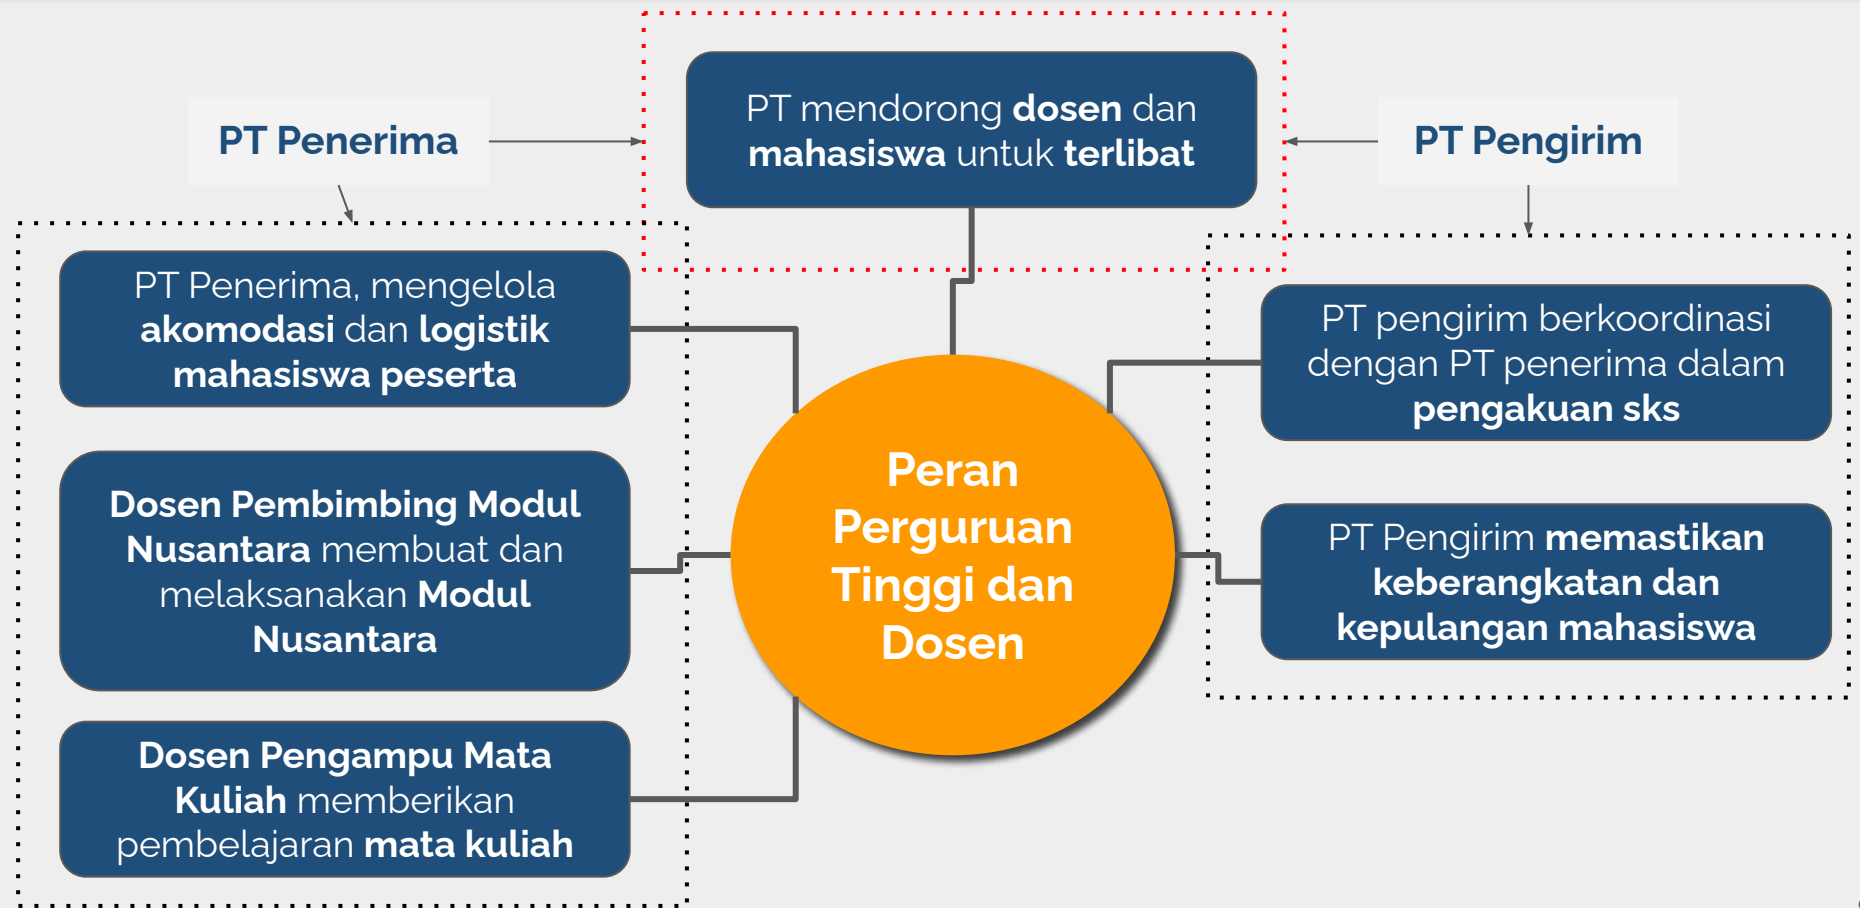 PT mendorong dosen dan
mahasiswa untuk terlibat
PT Penerima
PT Pengirim
PT Penerima, mengelola
akomodasi dan logistik
mahasiswa peserta
Dosen Pembimbing Modul
Nusantara membuat dan
melaksanakan Modul
Nusantara
Dosen Pengampu Mata
Kuliah memberikan
pembelajaran mata kuliah
Peran
Perguruan
Tinggi dan
Dosen
PT pengirim berkoordinasi
dengan PT penerima dalam
pengakuan sks
PT Pengirim memastikan
keberangkatan dan
kepulangan mahasiswa